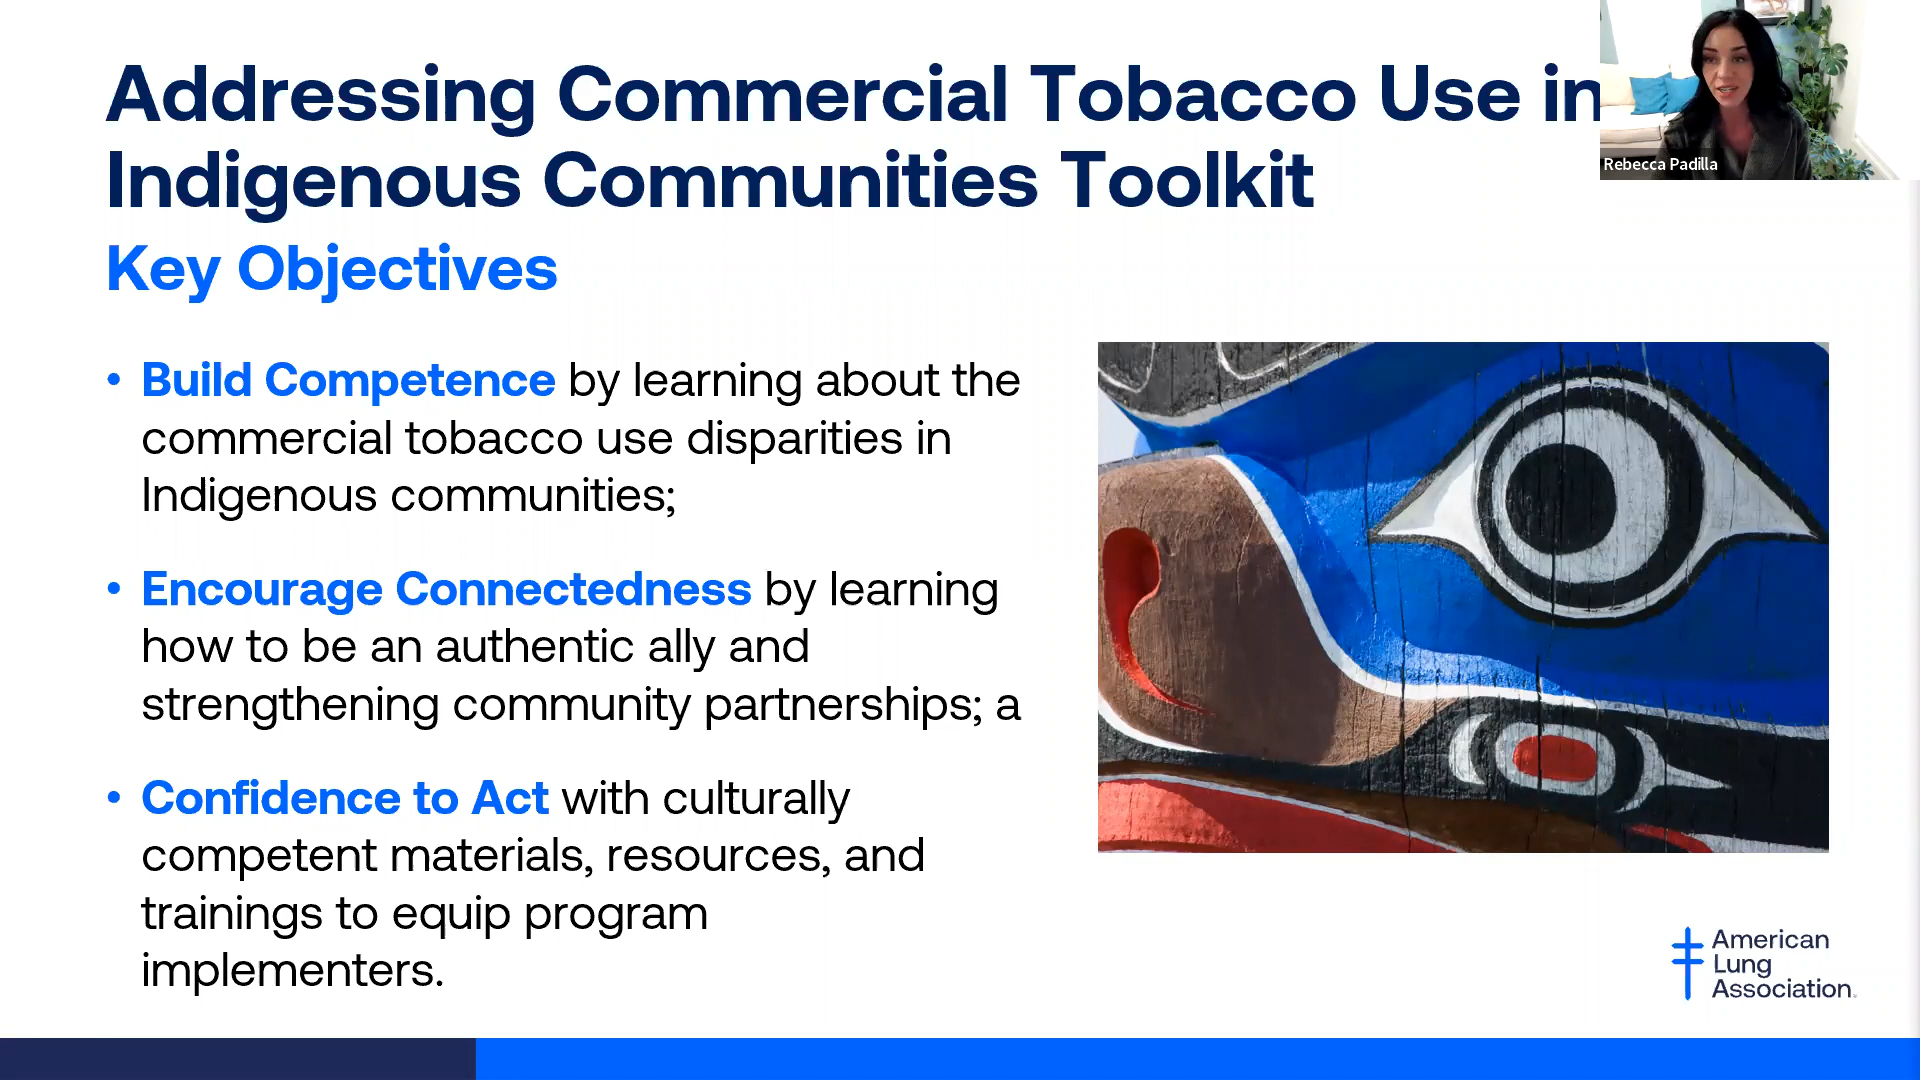 Addressing Commercial Tobacco Use in
Indigenous Communities Toolkit
Rebecca Padilla
Key Objectives
• Build Competence by learning about the
commercial tobacco use disparities in
Indigenous communities;
• Encourage Connectedness by learning
how to be an authentic ally and
strengthening community partnerships; a
• Confidence to Act with culturally
competent materials, resources, and
trainings to equip program
implementers.
American
Lung
Association.